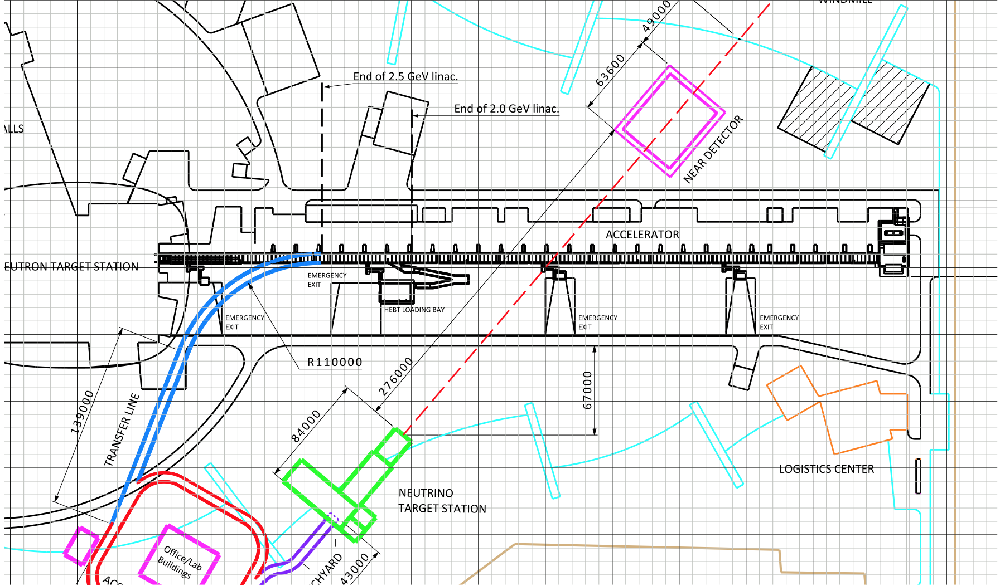 WINDMILL
49000
63600
End of 2.5 GeV linac.
End of 2.0 GeV linac.
ALLS
NEAR DETECTOR
ACCELERATOR
EUTRON TARGET STATION
EMERGENCY
EXIT
HEBT LOADING BAY
EMERGENCY
EXIT
EMERGENCY
EXIT
EMERGENCY
EXIT
R110000
276000
67000
139000
TRANSFER LINE
84000
LOGISTICS CENTER
NEUTRINO
TARGET STATION
Office/Lab
Buildings
CHYARD
43000
ACC